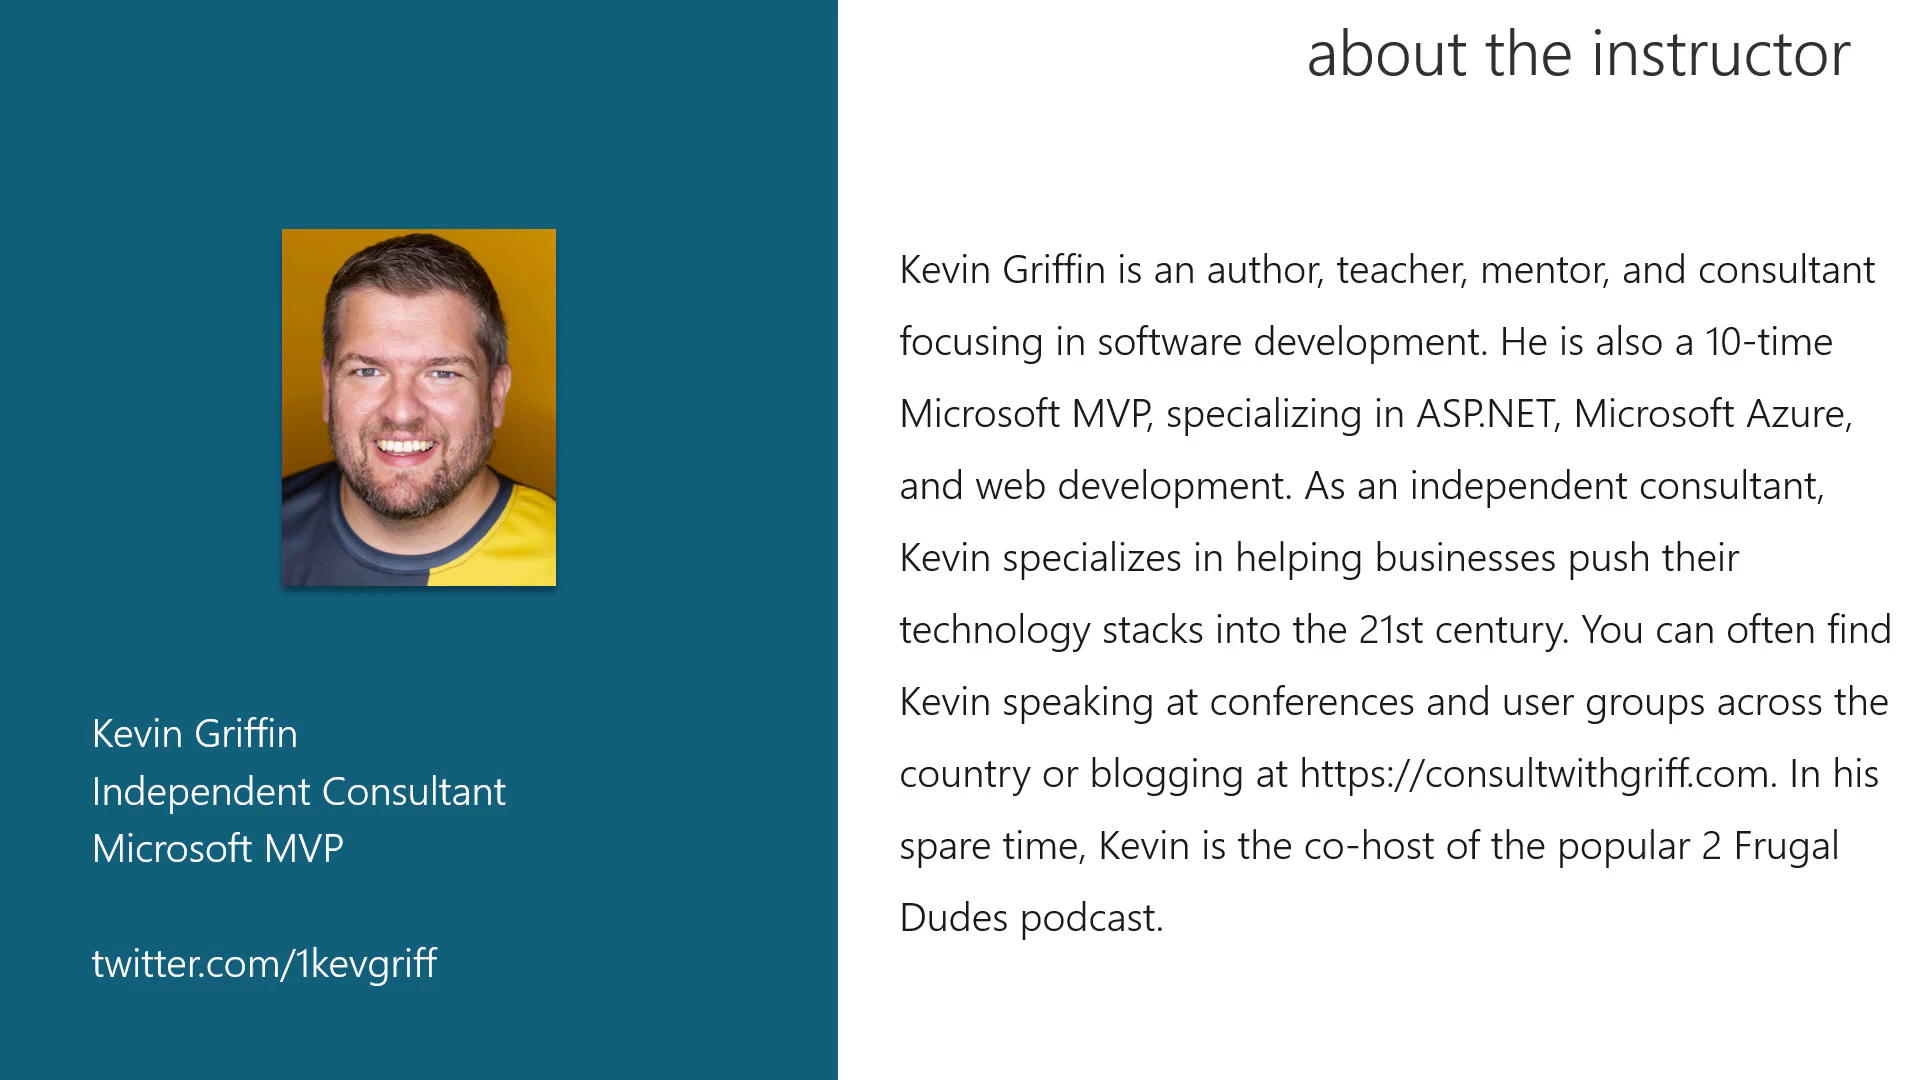 about the instructor
Kevin Griffin is an author, teacher, mentor, and consultant
focusing in software development. He is also a 10-time
Microsoft MVP, specializing in ASP.NET, Microsoft Azure,
and web development. As an independent consultant,
Kevin specializes in helping businesses push their
technology stacks into the 21st century. You can often find
Kevin speaking at conferences and user groups across the
country or blogging at https://consultwithgriff.com. In his
spare time, Kevin is the co-host of the popular 2 Frugal
Dudes podcast.
Kevin Griffin
Independent Consultant
Microsoft MVP
twitter.com/1kevgriff